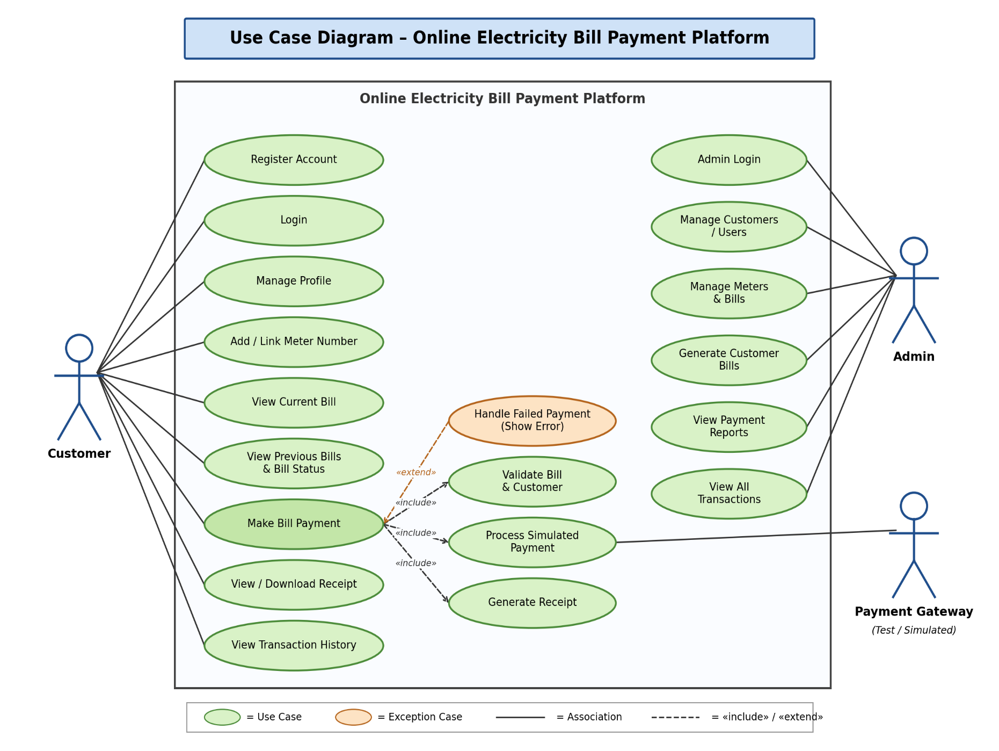 Use Case Diagram – Online Electricity Bill Payment Platform
Online Electricity Bill Payment Platform
Register Account
Login
Manage Profile
Add / Link Meter Number
View Current Bill
View Previous Bills
& Bill Status
Make Bill Payment
View / Download Receipt
View Transaction History
Customer
«extend»
«include»
«include»
«include»
Handle Failed Payment
(Show Error)
Validate Bill
& Customer
Process Simulated
Payment
Generate Receipt
Admin Login
Manage Customers
/ Users
Manage Meters
& Bills
Generate Customer
Bills
View Payment
Reports
View All
Transactions
Admin
Payment Gateway
(Test / Simulated)
= Use Case
= Exception Case
= Association
= «include» / «extend»